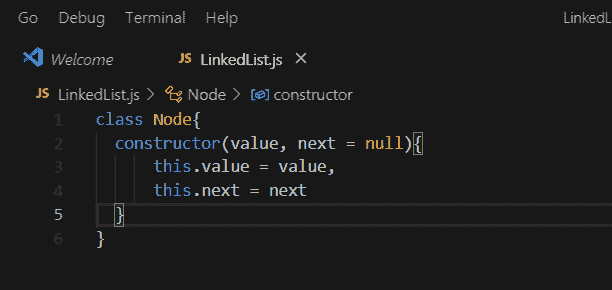 Go Debug Terminal Help LinkedL
Welcome JS LinkedList.js ×
JS LinkedList.js > Node > constructor
1 class Node{
2 constructor(value, next = null){
3 this.value = value,
4 this.next = next
5 }
6 }